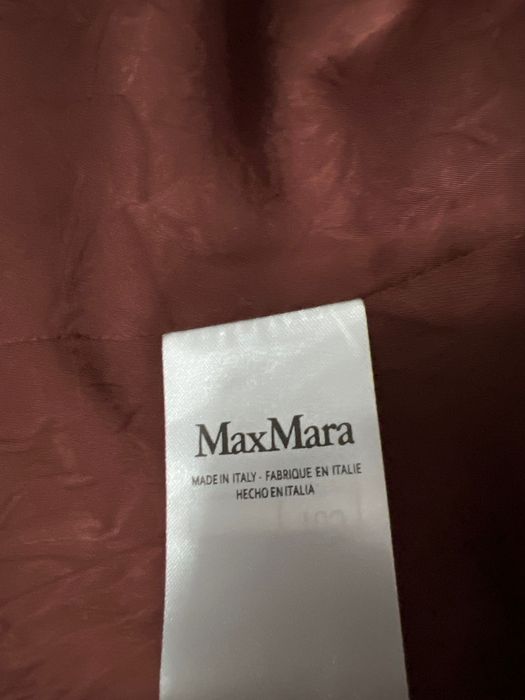 MaxMara
MADE IN ITALY - FABRIQUE EN ITALIE
HECHO EN ITALIA